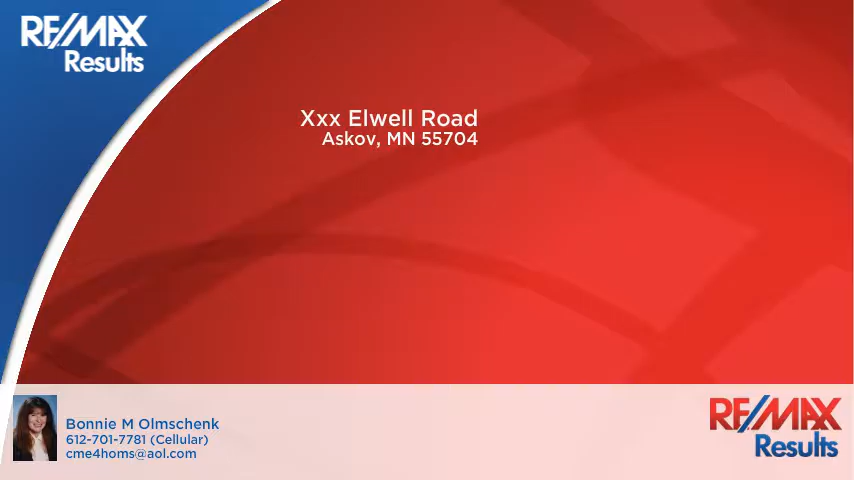 RE/MAX
Results
Xxx Elwell Road
Askov, MN 55704
Bonnie M Olmschenk
612-701-7781 (Cellular)
cme4homs@aol.com
RE/MAX
Results